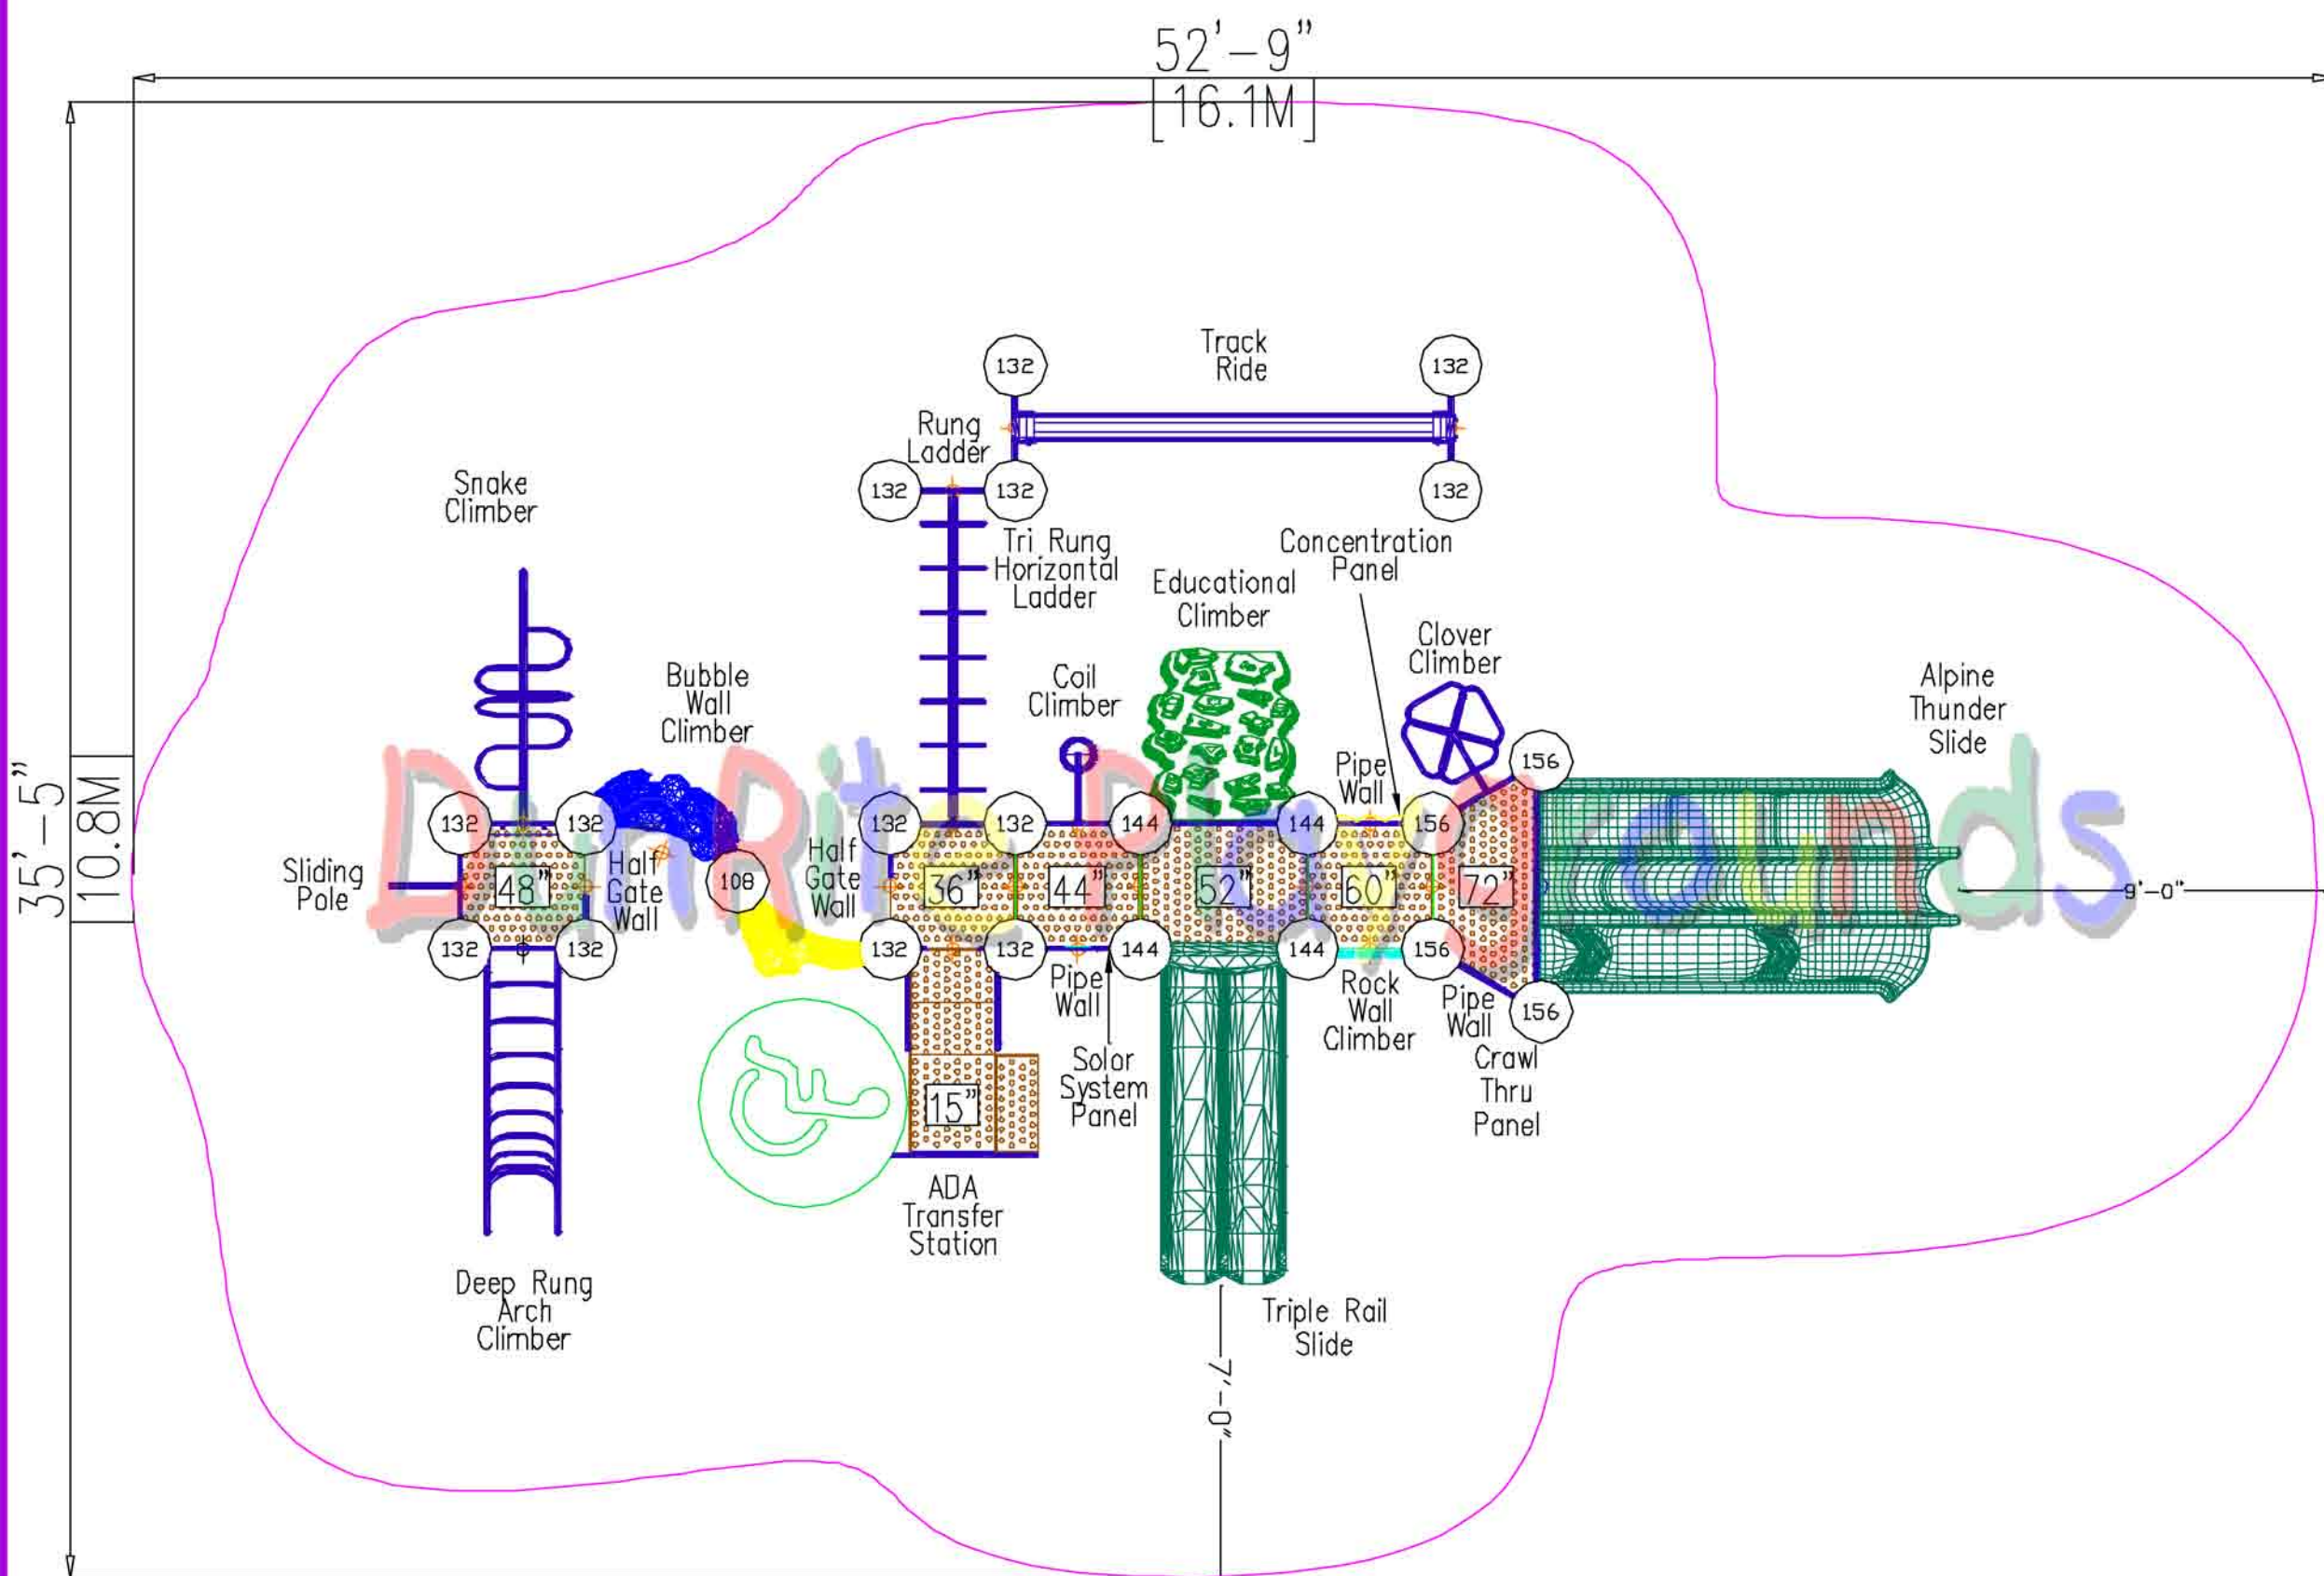 52'-9"
[16.1M]
35'-5"
10.8M
Track
Ride
132
132
Rung
Ladder
132
132
132
Snake
Climber
Tri Rung
Horizontal
Ladder
Concentration
Panel
Educational
Climber
Clover
Climber
Bubble
Wall
Climber
Coil
Climber
Alpine
Thunder
Slide
Pipe
Wall
156
DunRite Playgrounds
132
132
132
132
144
144
156
Sliding
Pole
48"
Half
Gate
Wall
108
Half
Gate
Wall
36"
44"
52"
60"
72"
9'-0"
132
132
132
132
144
144
156
Pipe
Wall
Rock
Wall
Climber
Pipe
Wall
156
Crawl
Thru
Panel
Solor
System
Panel
15"
ADA
Transfer
Station
Deep Rung
Arch
Climber
Triple Rail
Slide
7'-0"